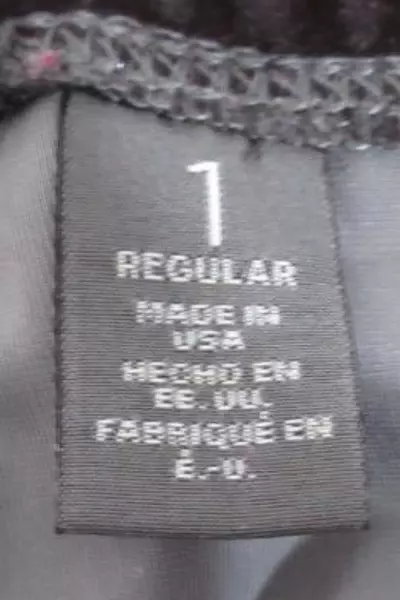 1
REGULAR
MADE IN
USA
HECHO EN
EE. UU.
FABRIQUÉ EN
É.-U.